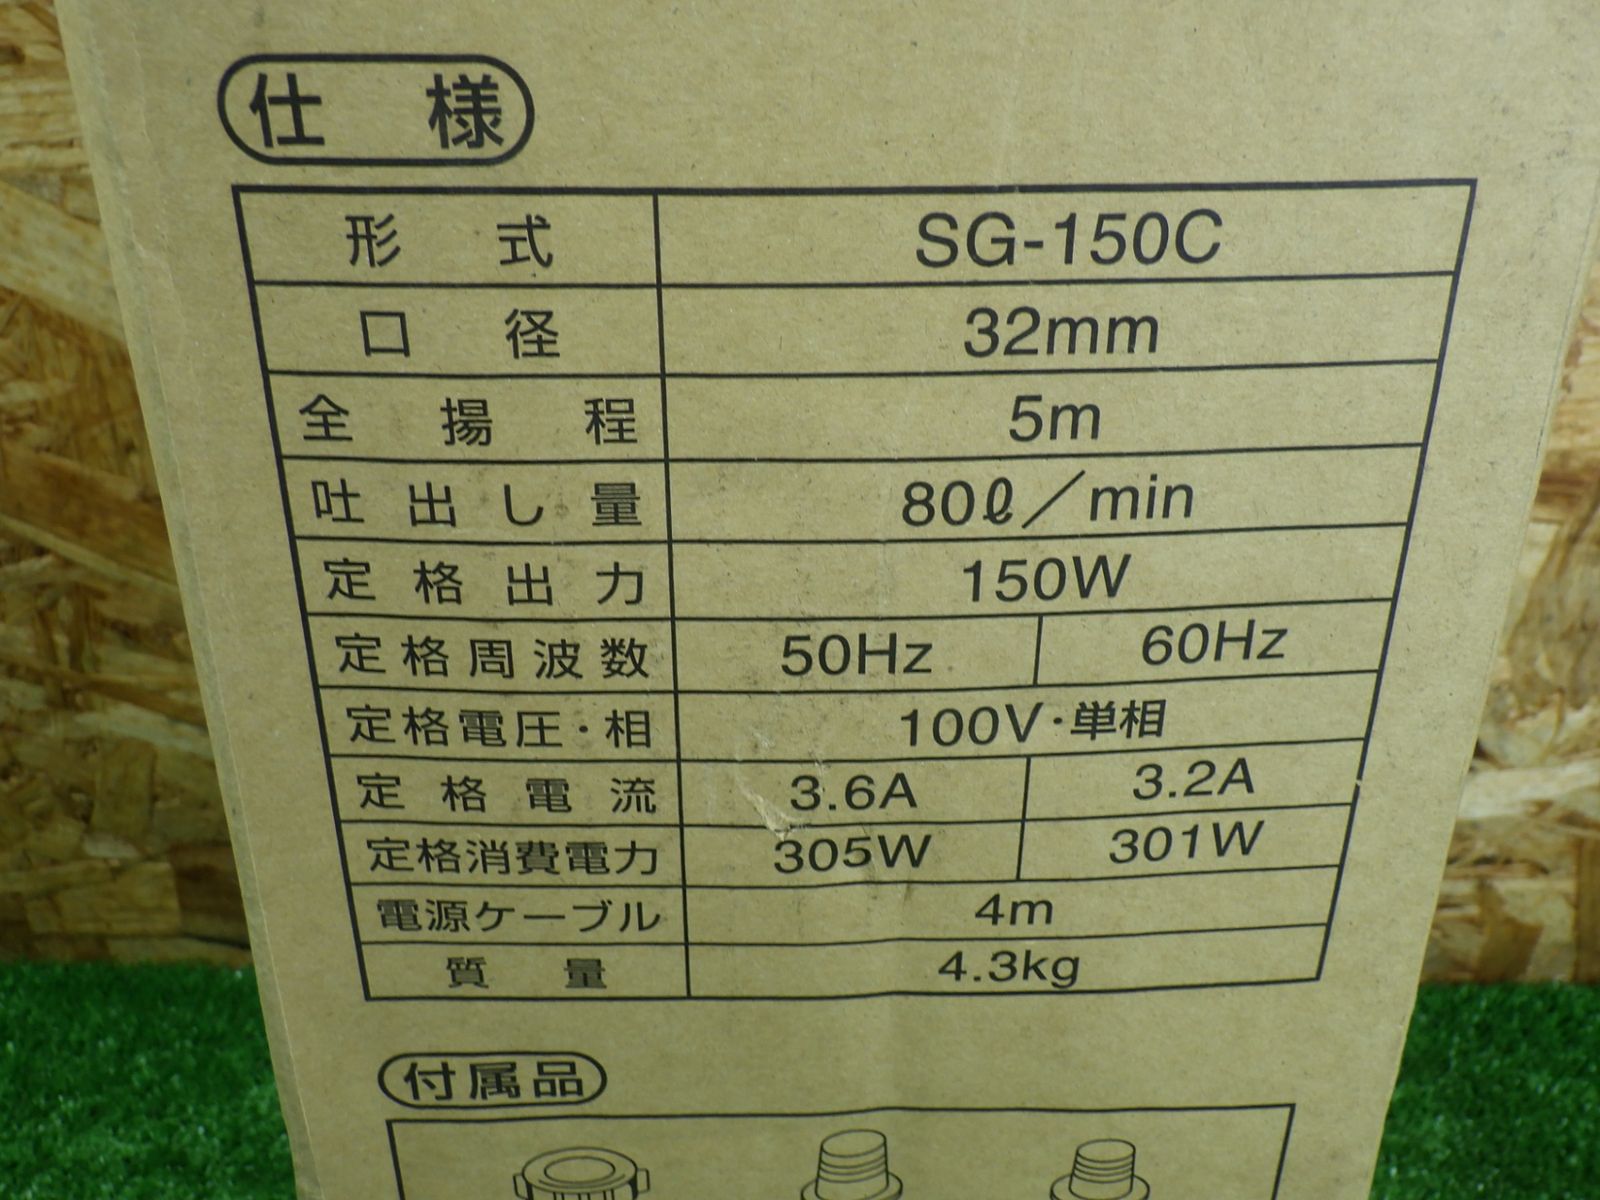 仕様
形式 SG-150C
口径 32mm
全揚程 5m
吐出し量 80ℓ/min
定格出力 150W
定格周波数 50Hz 60Hz
定格電圧・相 100V・単相
定格電流 3.6A 3.2A
定格消費電力 305W 301W
電源ケーブル 4m
質量 4.3kg
付属品